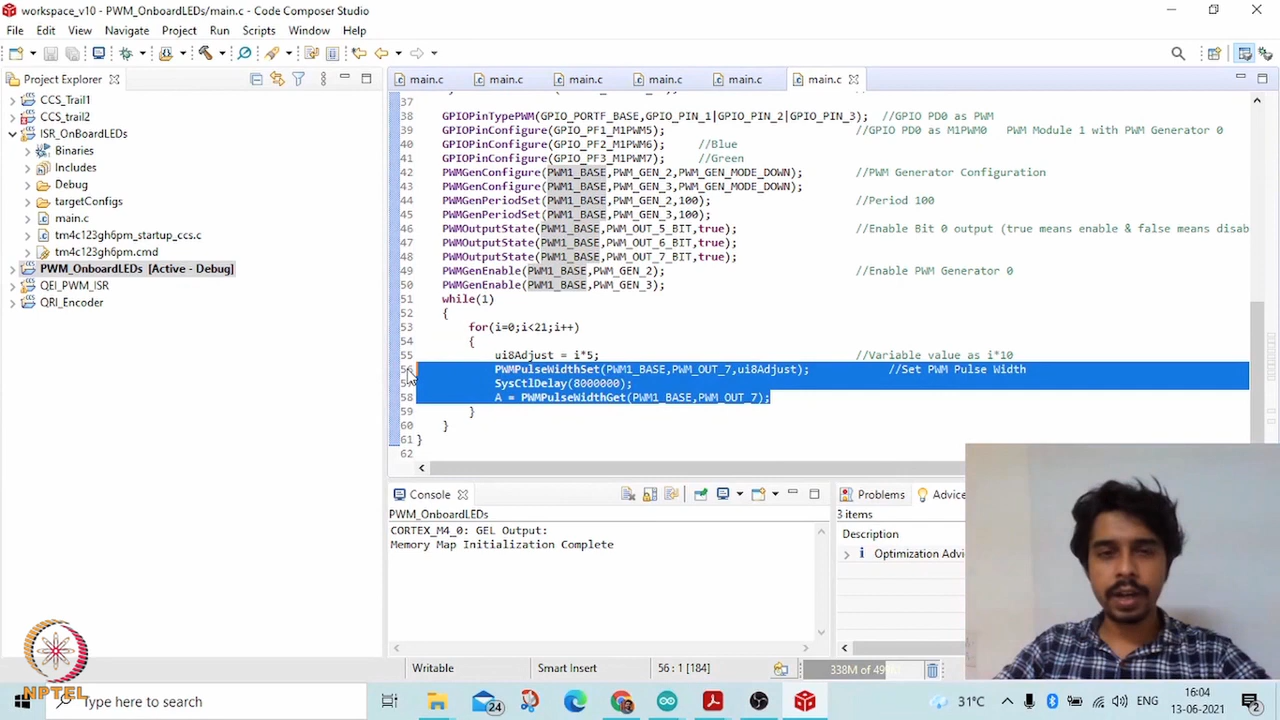 workspace_v10 - PWM_OnboardLEDs/main.c - Code Composer Studio
File Edit View Navigate Project Run Scripts Window Help
Project Explorer
CCS_Trail1
CCS_trail2
ISR_OnBoardLEDs
Binaries
Includes
Debug
targetConfigs
main.c
tm4c123gh6pm_startup_ccs.c
tm4c123gh6pm.cmd
PWM_OnboardLEDs [Active - Debug]
QEI_PWM_ISR
QRI_Encoder
main.c main.c main.c main.c main.c main.c
37
38 GPIOPinTypePWM(GPIO_PORTF_BASE,GPIO_PIN_1|GPIO_PIN_2|GPIO_PIN_3); //GPIO PD0 as PWM
39 GPIOPinConfigure(GPIO_PF1_M1PWM5); //GPIO PD0 as M1PWM0 PWM Module 1 with PWM Generator 0
40 GPIOPinConfigure(GPIO_PF2_M1PWM6); //Blue
41 GPIOPinConfigure(GPIO_PF3_M1PWM7); //Green
42 PWMGenConfigure(PWM1_BASE,PWM_GEN_2,PWM_GEN_MODE_DOWN); //PWM Generator Configuration
43 PWMGenConfigure(PWM1_BASE,PWM_GEN_3,PWM_GEN_MODE_DOWN);
44 PWMGenPeriodSet(PWM1_BASE,PWM_GEN_2,100); //Period 100
45 PWMGenPeriodSet(PWM1_BASE,PWM_GEN_3,100);
46 PWMOutputState(PWM1_BASE,PWM_OUT_5_BIT,true); //Enable Bit 0 output (true means enable & false means disab
47 PWMOutputState(PWM1_BASE,PWM_OUT_6_BIT,true);
48 PWMOutputState(PWM1_BASE,PWM_OUT_7_BIT,true);
49 PWMGenEnable(PWM1_BASE,PWM_GEN_2); //Enable PWM Generator 0
50 PWMGenEnable(PWM1_BASE,PWM_GEN_3);
51 while(1)
52 {
53 for(i=0;i<21;i++)
54 {
55 ui8Adjust = i*5; //Variable value as i*10
56 PWMPulseWidthSet(PWM1_BASE,PWM_OUT_7,ui8Adjust); //Set PWM Pulse Width
SysCtlDelay(8000000);
58 A = PWMPulseWidthGet(PWM1_BASE,PWM_OUT_7);
59 }
60 }
61 }
62
Console
PWM_OnboardLEDs
CORTEX_M4_0: GEL Output:
Memory Map Initialization Complete
Problems Advice
3 items
Description
i Optimization Advi
Writable Smart Insert 56 : 1 [184] 338M of
NPTEL
Type here to search
24
31°C
ENG
16:04
13-06-2021
2